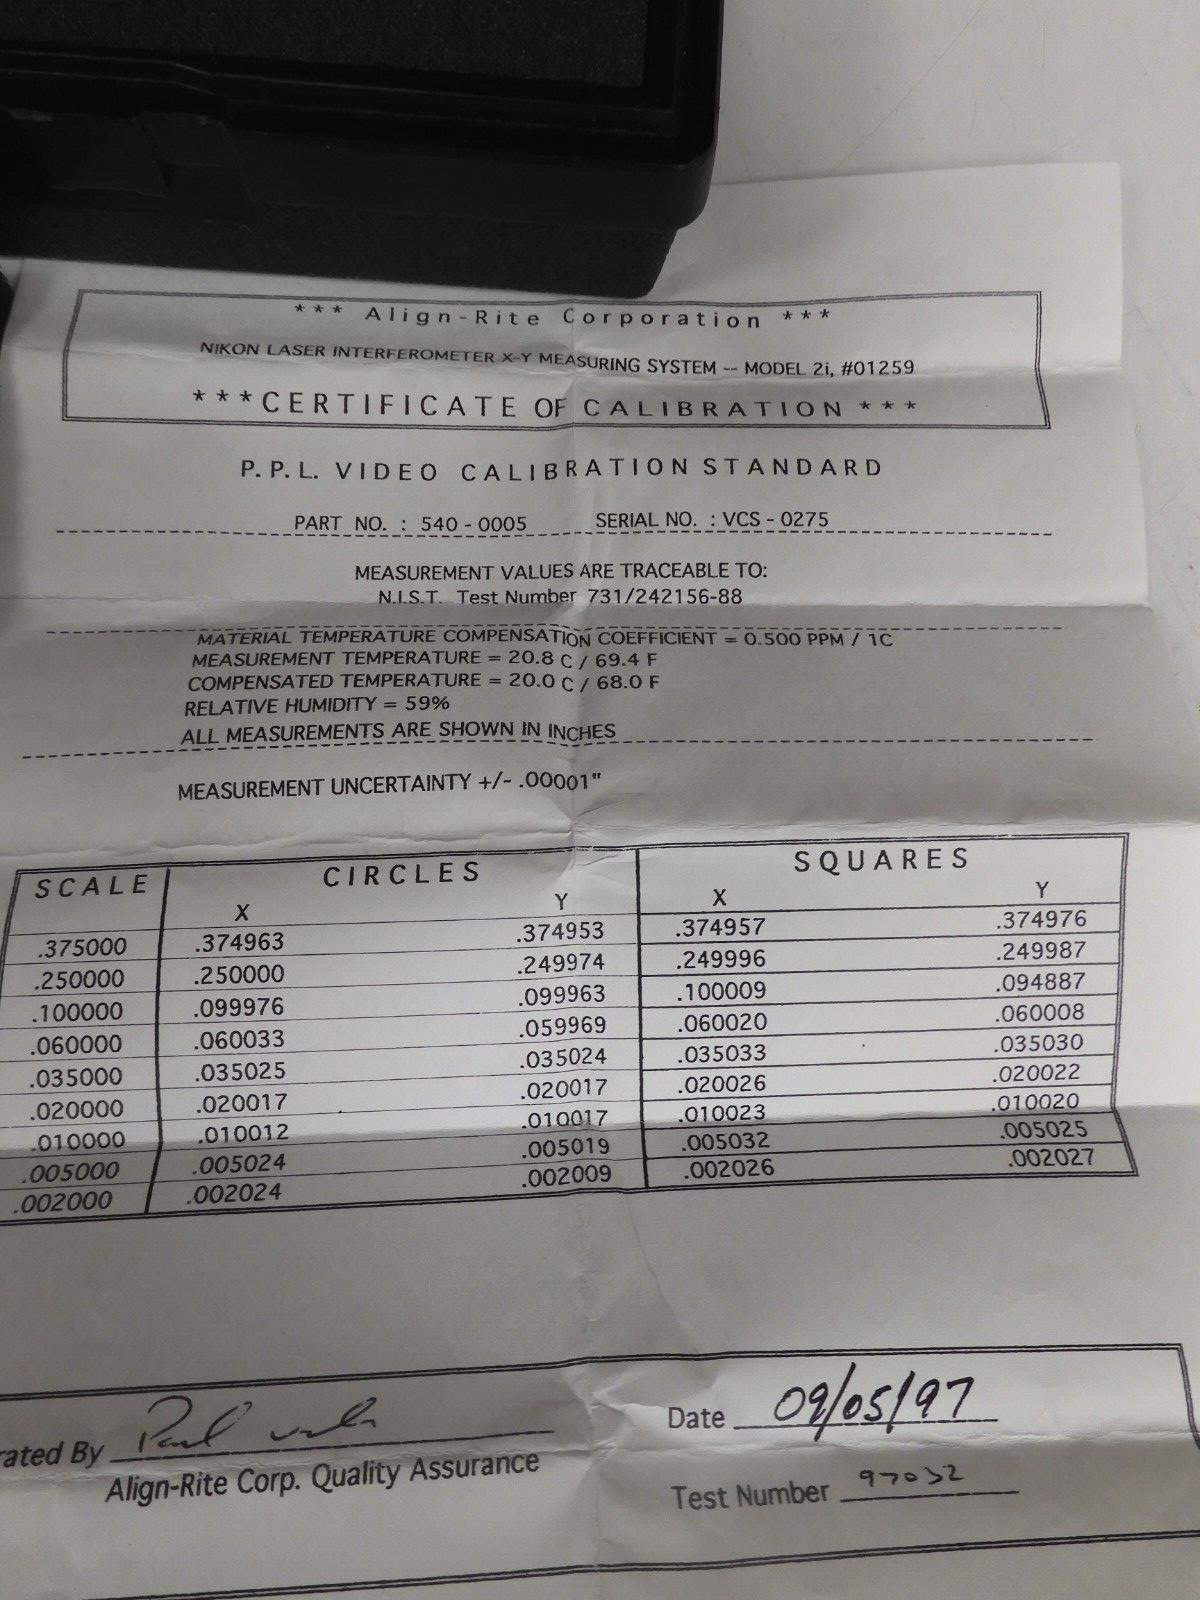 *** Align-Rite Corporation ***
NIKON LASER INTERFEROMETER X-Y MEASURING SYSTEM -- MODEL 2i, #01259
***CERTIFICATE OF CALIBRATION ***
P.P.L. VIDEO CALIBRATION STANDARD
PART NO. : 540-0005 SERIAL NO. : VCS-0275
MEASUREMENT VALUES ARE TRACEABLE TO:
N.I.S.T. Test Number 731/242156-88
MATERIAL TEMPERATURE COMPENSATION COEFFICIENT = 0.500 PPM / 1C
MEASUREMENT TEMPERATURE = 20.8 C / 69.4 F
COMPENSATED TEMPERATURE = 20.0 C / 68.0 F
RELATIVE HUMIDITY = 59%
ALL MEASUREMENTS ARE SHOWN IN INCHES
MEASUREMENT UNCERTAINTY +/- .00001"
SCALE CIRCLES SQUARES
X Y X Y
.375000 .374963 .374953 .374957 .374976
.250000 .250000 .249974 .249996 .249987
.100000 .099976 .099963 .100009 .094887
.060000 .060033 .059969 .060020 .060008
.035000 .035025 .035024 .035033 .035030
.020000 .020017 .020017 .020026 .020022
.010000 .010012 .010017 .010023 .010020
.005000 .005024 .005019 .005032 .005025
.002000 .002024 .002009 .002026 .002027
rated By Date 09/05/97
Align-Rite Corp. Quality Assurance
Test Number 97032